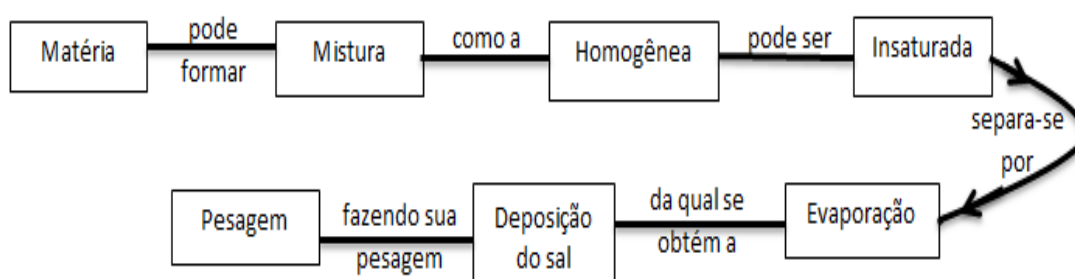 Matéria
pode
formar
Mistura
como a
Homogênea
pode ser
Insaturada
separa-se
por
Evaporação
da qual se
obtém a
Deposição
do sal
fazendo sua
pesagem
Pesagem